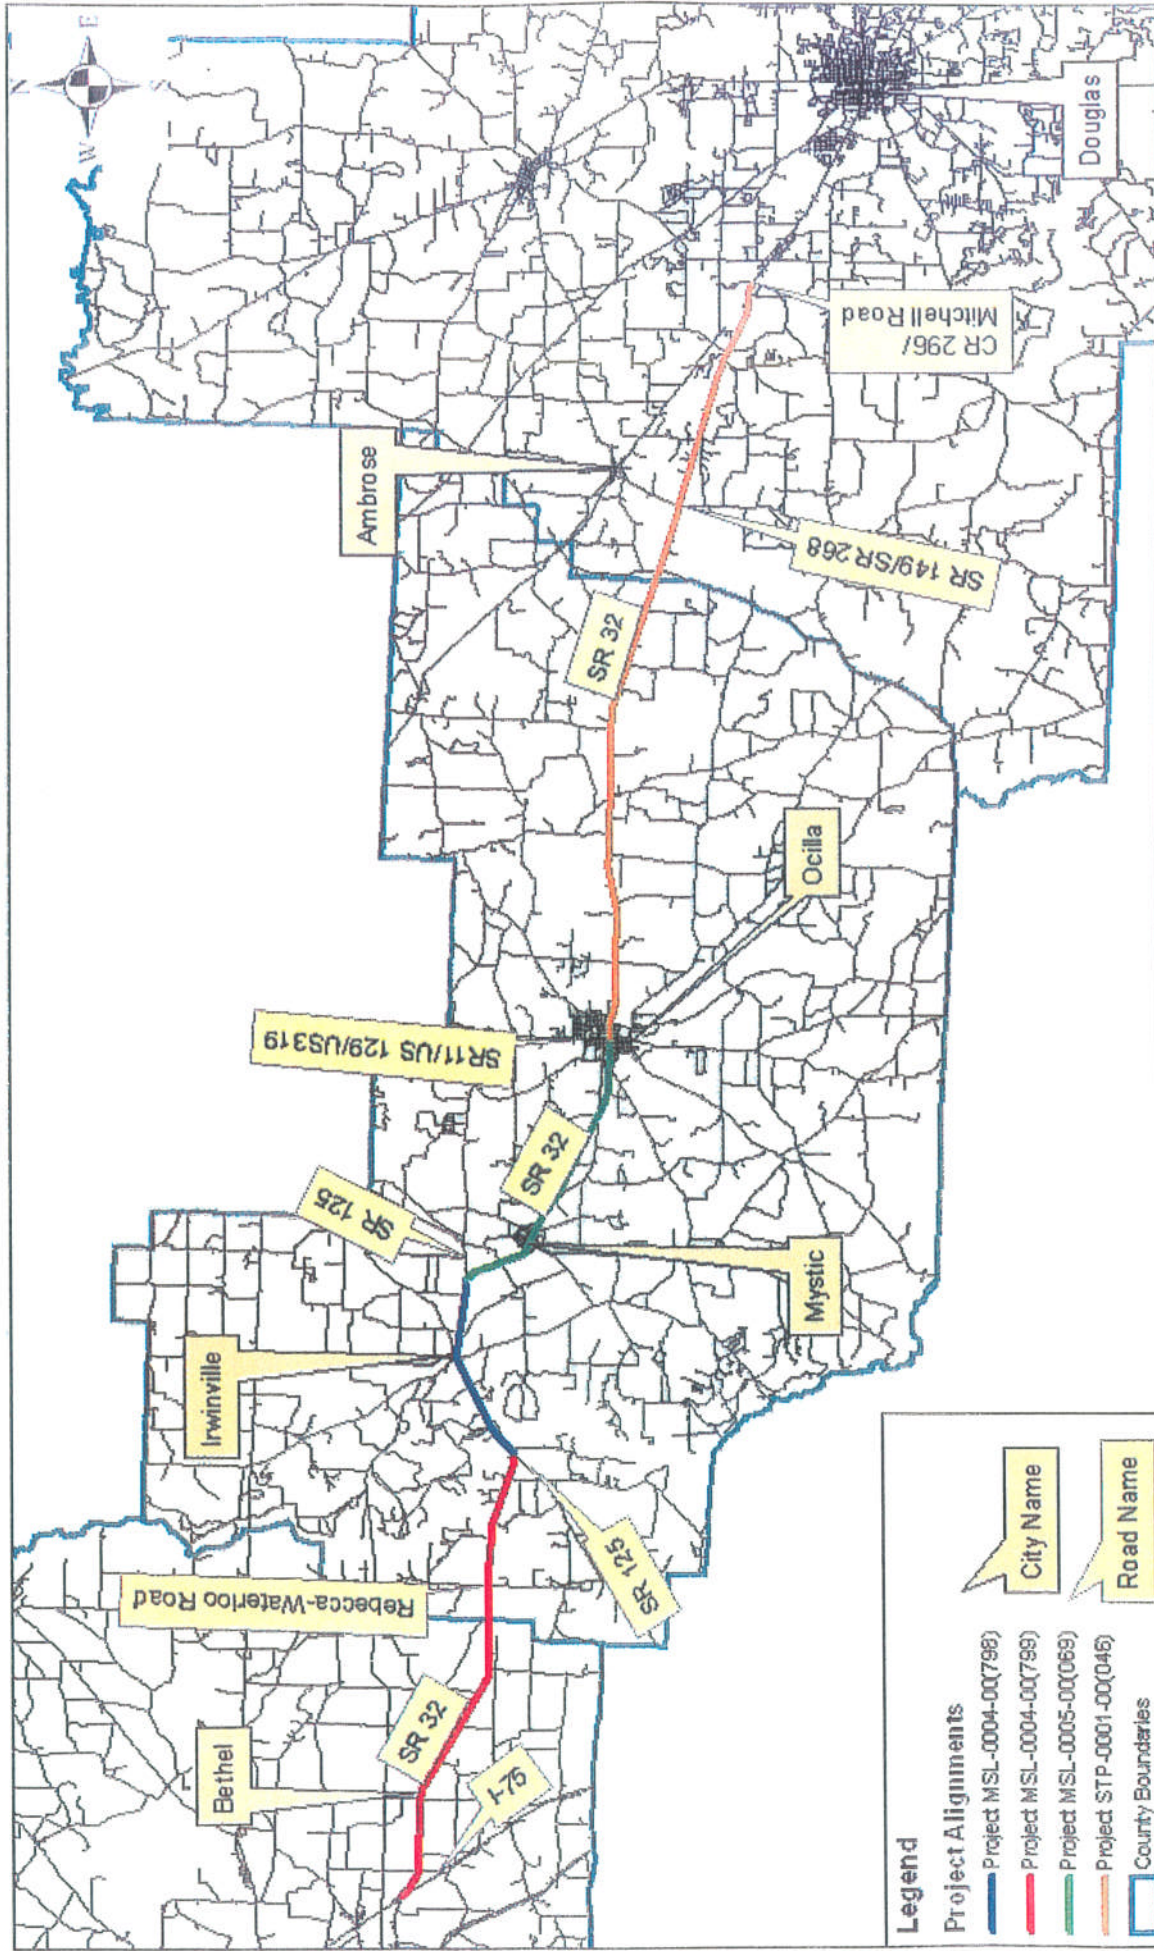 N
E
W
S
Ambrose
Douglas
CR 296/
Mitchell Road
SR 149/SR 268
SR 32
SR11/US 129/US319
Ocilla
SR 125
SR 32
Irwinville
Mystic
Rebecca-Waterloo Road
SR 125
Bethel
SR 32
I-75
Legend
Project Alignments
Project MSL-0004-00(798)
Project MSL-0004-00(799)
Project MSL-0005-00(069)
Project STP-0001-00(046)
County Boundaries
City Name
Road Name